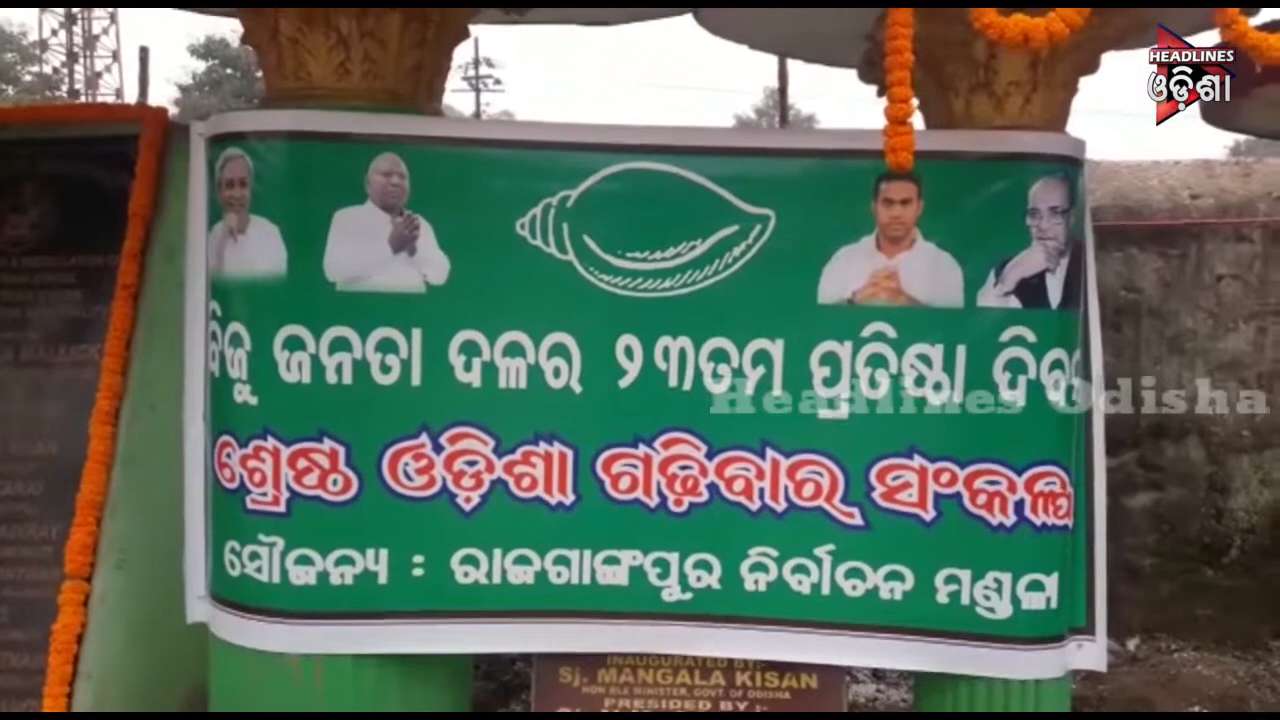 HEADLINES
ଓଡ଼ିଶା
ବିଜୁ ଜନତା ଦଳର ୨୩ତମ ପ୍ରତିଷ୍ଠା ଦିବ
Headlines Odisha
ଶ୍ରେଷ୍ଠ ଓଡ଼ିଶା ଗଢ଼ିବାର ସଂକଳ୍ପ
ସୌଜନ୍ୟ : ରାଜଗାଙ୍ଗପୁର ନିର୍ବାଚନ ମଣ୍ଡଳୀ
INAUGURATED BY:-
Sj. MANGALA KISAN
HON'BLE MINISTER, GOVT. OF ODISHA
PRESIDED BY :-